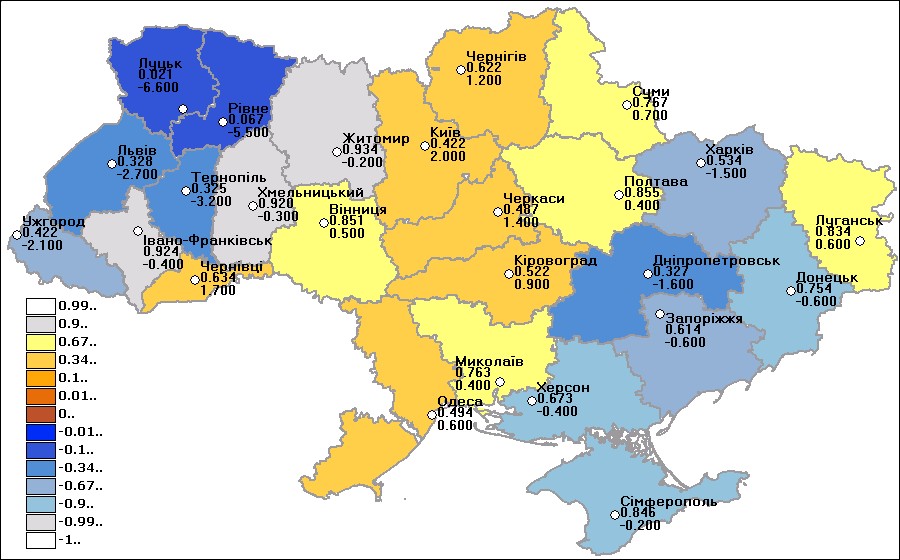 Чернігів
0.622
1.200
Луцьк
0.021
-6.600
Суми
0.767
0.700
Рівне
0.067
-5.500
Житомир
0.934
-0.200
Київ
0.422
2.000
Львів
0.328
-2.700
Харків
0.534
-1.500
Тернопіль
0.325
-3.200
Хмельницький
0.920
-0.300
Полтава
0.855
0.400
Черкаси
0.487
1.400
Вінниця
0.851
0.500
Ужгород
0.422
-2.100
Луганськ
0.834
0.600
Івано-Франківськ
0.924
-0.400
Чернівці
0.634
1.700
Кіровоград
0.522
0.900
Дніпропетровськ
0.327
-1.600
Донецьк
0.754
-0.600
Запоріжжя
0.614
-0.600
Миколаїв
0.763
0.400
Херсон
0.673
-0.400
Одеса
0.494
0.600
Сімферополь
0.846
-0.200
0.99..
0.9..
0.67..
0.34..
0.1..
0.01..
0..
-0.01..
-0.1..
-0.34..
-0.67..
-0.9..
-0.99..
-1..